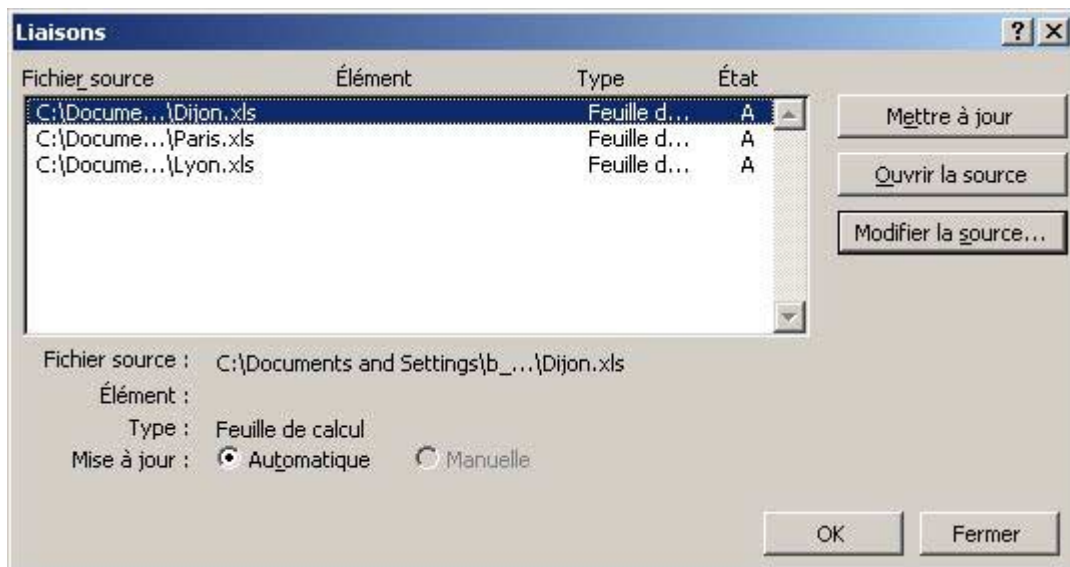 Liaisons
Fichier source Élément Type État
C:\Docume...\Dijon.xls Feuille d... A
C:\Docume...\Paris.xls Feuille d... A
C:\Docume...\Lyon.xls Feuille d... A
Mettre à jour
Ouvrir la source
Modifier la source...
Fichier source : C:\Documents and Settings\b_...\Dijon.xls
Élément :
Type : Feuille de calcul
Mise à jour : Automatique Manuelle
OK Fermer